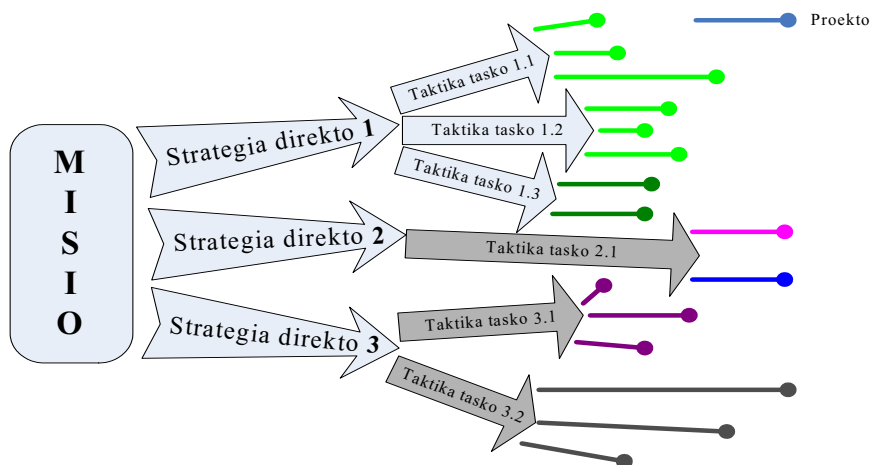 Proekto
MISIO
Strategia direkto 1
Taktika tasko 1.1
Taktika tasko 1.2
Taktika tasko 1.3
Strategia direkto 2
Taktika tasko 2.1
Strategia direkto 3
Taktika tasko 3.1
Taktika tasko 3.2